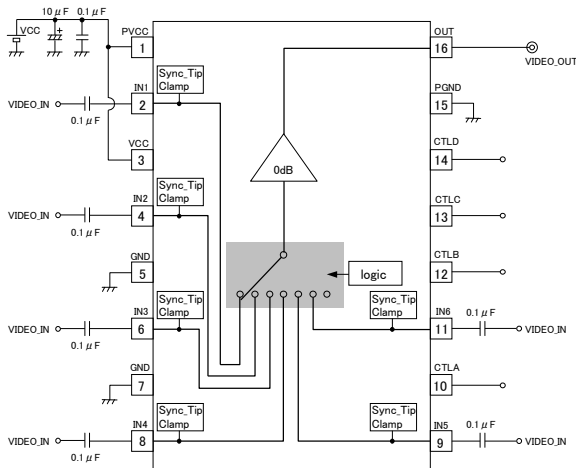 10 μF 0.1 μF
VCC
PVCC
1
OUT
16
VIDEO_OUT
Sync_Tip
Clamp
VIDEO_IN
0.1 μF
IN1
2
PGND
15
VCC
3
0dB
CTLD
14
Sync_Tip
Clamp
VIDEO_IN
0.1 μF
IN2
4
CTLC
13
GND
5
logic
CTLB
12
Sync_Tip
Clamp
VIDEO_IN
0.1 μF
IN3
6
Sync_Tip
Clamp
IN6
11
0.1 μF
VIDEO_IN
GND
7
CTLA
10
Sync_Tip
Clamp
VIDEO_IN
0.1 μF
IN4
8
Sync_Tip
Clamp
IN5
9
0.1 μF
VIDEO_IN